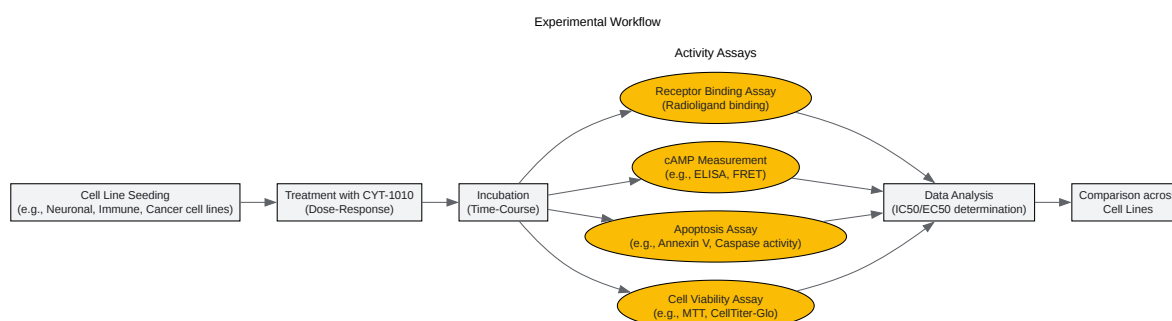 Experimental Workflow
Activity Assays
Receptor Binding Assay
(Radioligand binding)
cAMP Measurement
(e.g., ELISA, FRET)
Cell Line Seeding
(e.g., Neuronal, Immune, Cancer cell lines)
Treatment with CYT-1010
(Dose-Response)
Incubation
(Time-Course)
Data Analysis
(IC50/EC50 determination)
Comparison across
Cell Lines
Apoptosis Assay
(e.g., Annexin V, Caspase activity)
Cell Viability Assay
(e.g., MTT, CellTiter-Glo)